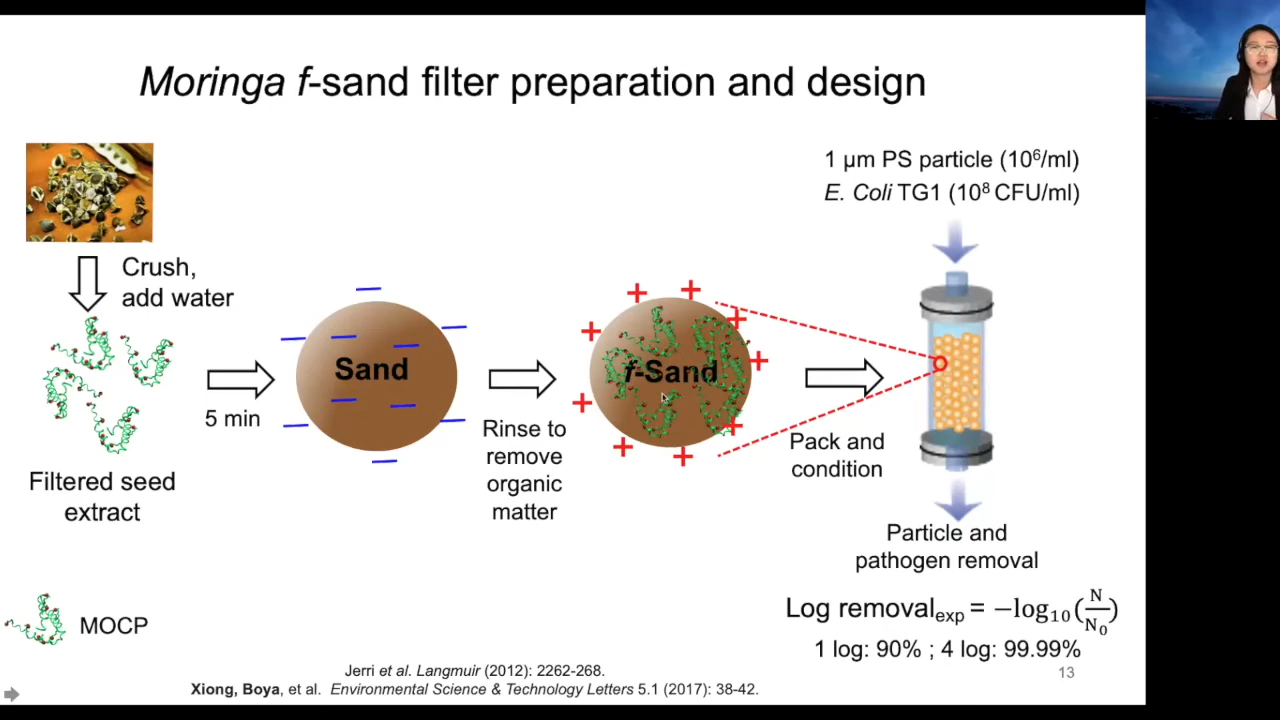 Moringa f-sand filter preparation and design
1 μm PS particle (10⁶/ml)
E. Coli TG1 (10⁸ CFU/ml)
Crush,
add water
Filtered seed
extract
5 min
Sand
Rinse to
remove
organic
matter
f-Sand
Pack and
condition
Particle and
pathogen removal
Log removalₑₓₚ = −log₁₀(N/N₀)
1 log: 90% ; 4 log: 99.99%
MOCP
Jerri et al. Langmuir (2012): 2262-268.
Xiong, Boya, et al. Environmental Science & Technology Letters 5.1 (2017): 38-42.
13